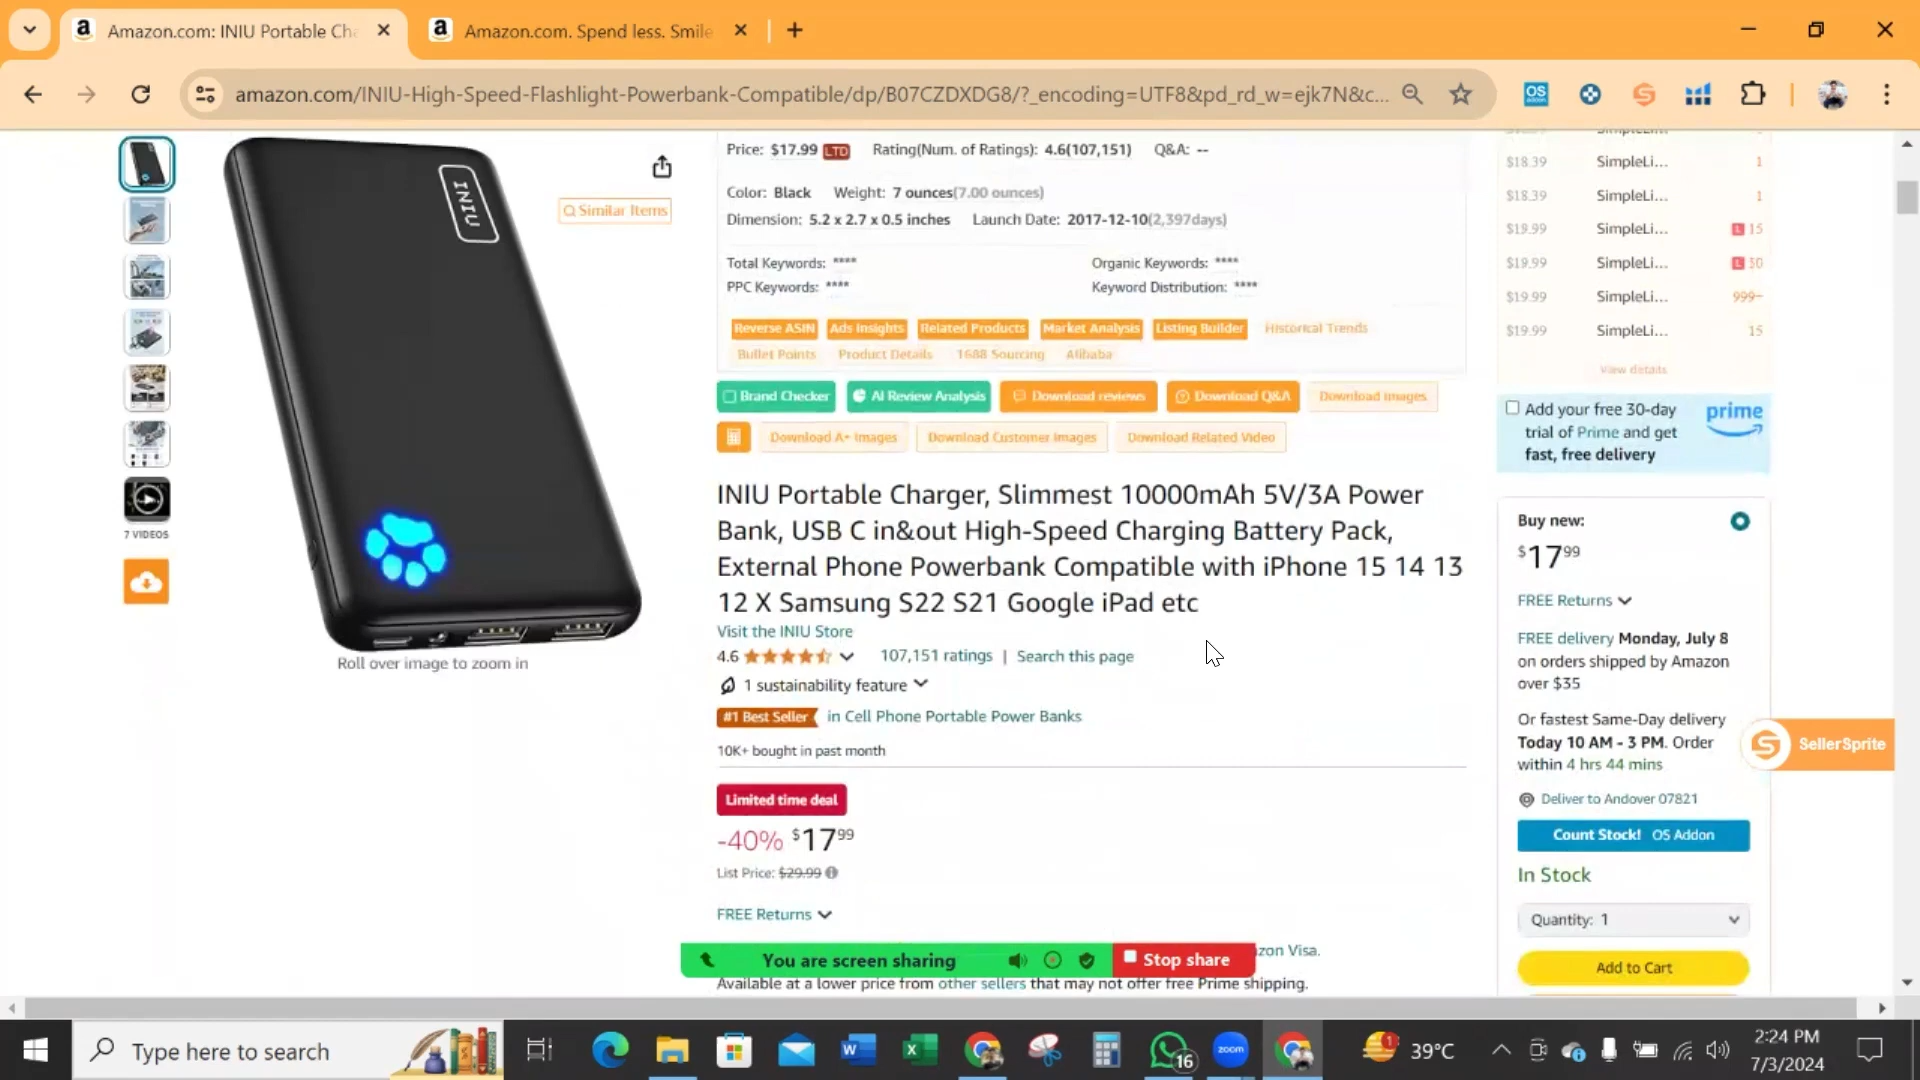 Amazon.com: INIU Portable Cha
Amazon.com. Spend less. Smile
amazon.com/INIU-High-Speed-Flashlight-Powerbank-Compatible/dp/B07CZDXDG8/?_encoding=UTF8&pd_rd_w=ejk7N&c...
OS
addon
INIU
Similar Items
Roll over image to zoom in
7 VIDEOS
Price: $17.99 LTD Rating(Num. of Ratings): 4.6(107,151) Q&A: --
Color: Black Weight: 7 ounces(7.00 ounces)
Dimension: 5.2 x 2.7 x 0.5 inches Launch Date: 2017-12-10(2,397days)
Total Keywords: **** Organic Keywords: ****
PPC Keywords: **** Keyword Distribution: ****
Reverse ASIN Ads Insights Related Products Market Analysis Listing Builder Historical Trends
Bullet Points Product Details 1688 Sourcing Alibaba
Brand Checker AI Review Analysis Download reviews Download Q&A Download Images
Download A+ Images Download Customer Images Download Related Video
INIU Portable Charger, Slimmest 10000mAh 5V/3A Power
Bank, USB C in&out High-Speed Charging Battery Pack,
External Phone Powerbank Compatible with iPhone 15 14 13
12 X Samsung S22 S21 Google iPad etc
Visit the INIU Store
4.6 107,151 ratings | Search this page
1 sustainability feature
#1 Best Seller in Cell Phone Portable Power Banks
10K+ bought in past month
Limited time deal
-40% $17 99
List Price: $29.99
FREE Returns
zon Visa.
Available at a lower price from other sellers that may not offer free Prime shipping.
You are screen sharing Stop share
$18.39 SimpleLi... 1
$18.39 SimpleLi... 1
$19.99 SimpleLi... L 15
$19.99 SimpleLi... L 50
$19.99 SimpleLi... 999~
$19.99 SimpleLi... 15
View details
Add your free 30-day
trial of Prime and get
fast, free delivery
prime
Buy new:
$17 99
FREE Returns
FREE delivery Monday, July 8
on orders shipped by Amazon
over $35
Or fastest Same-Day delivery
Today 10 AM - 3 PM. Order
within 4 hrs 44 mins
Deliver to Andover 07821
Count Stock! OS Addon
In Stock
Quantity: 1
Add to Cart
SellerSprite
Type here to search
zoom
16
1
39°C
2:24 PM
7/3/2024